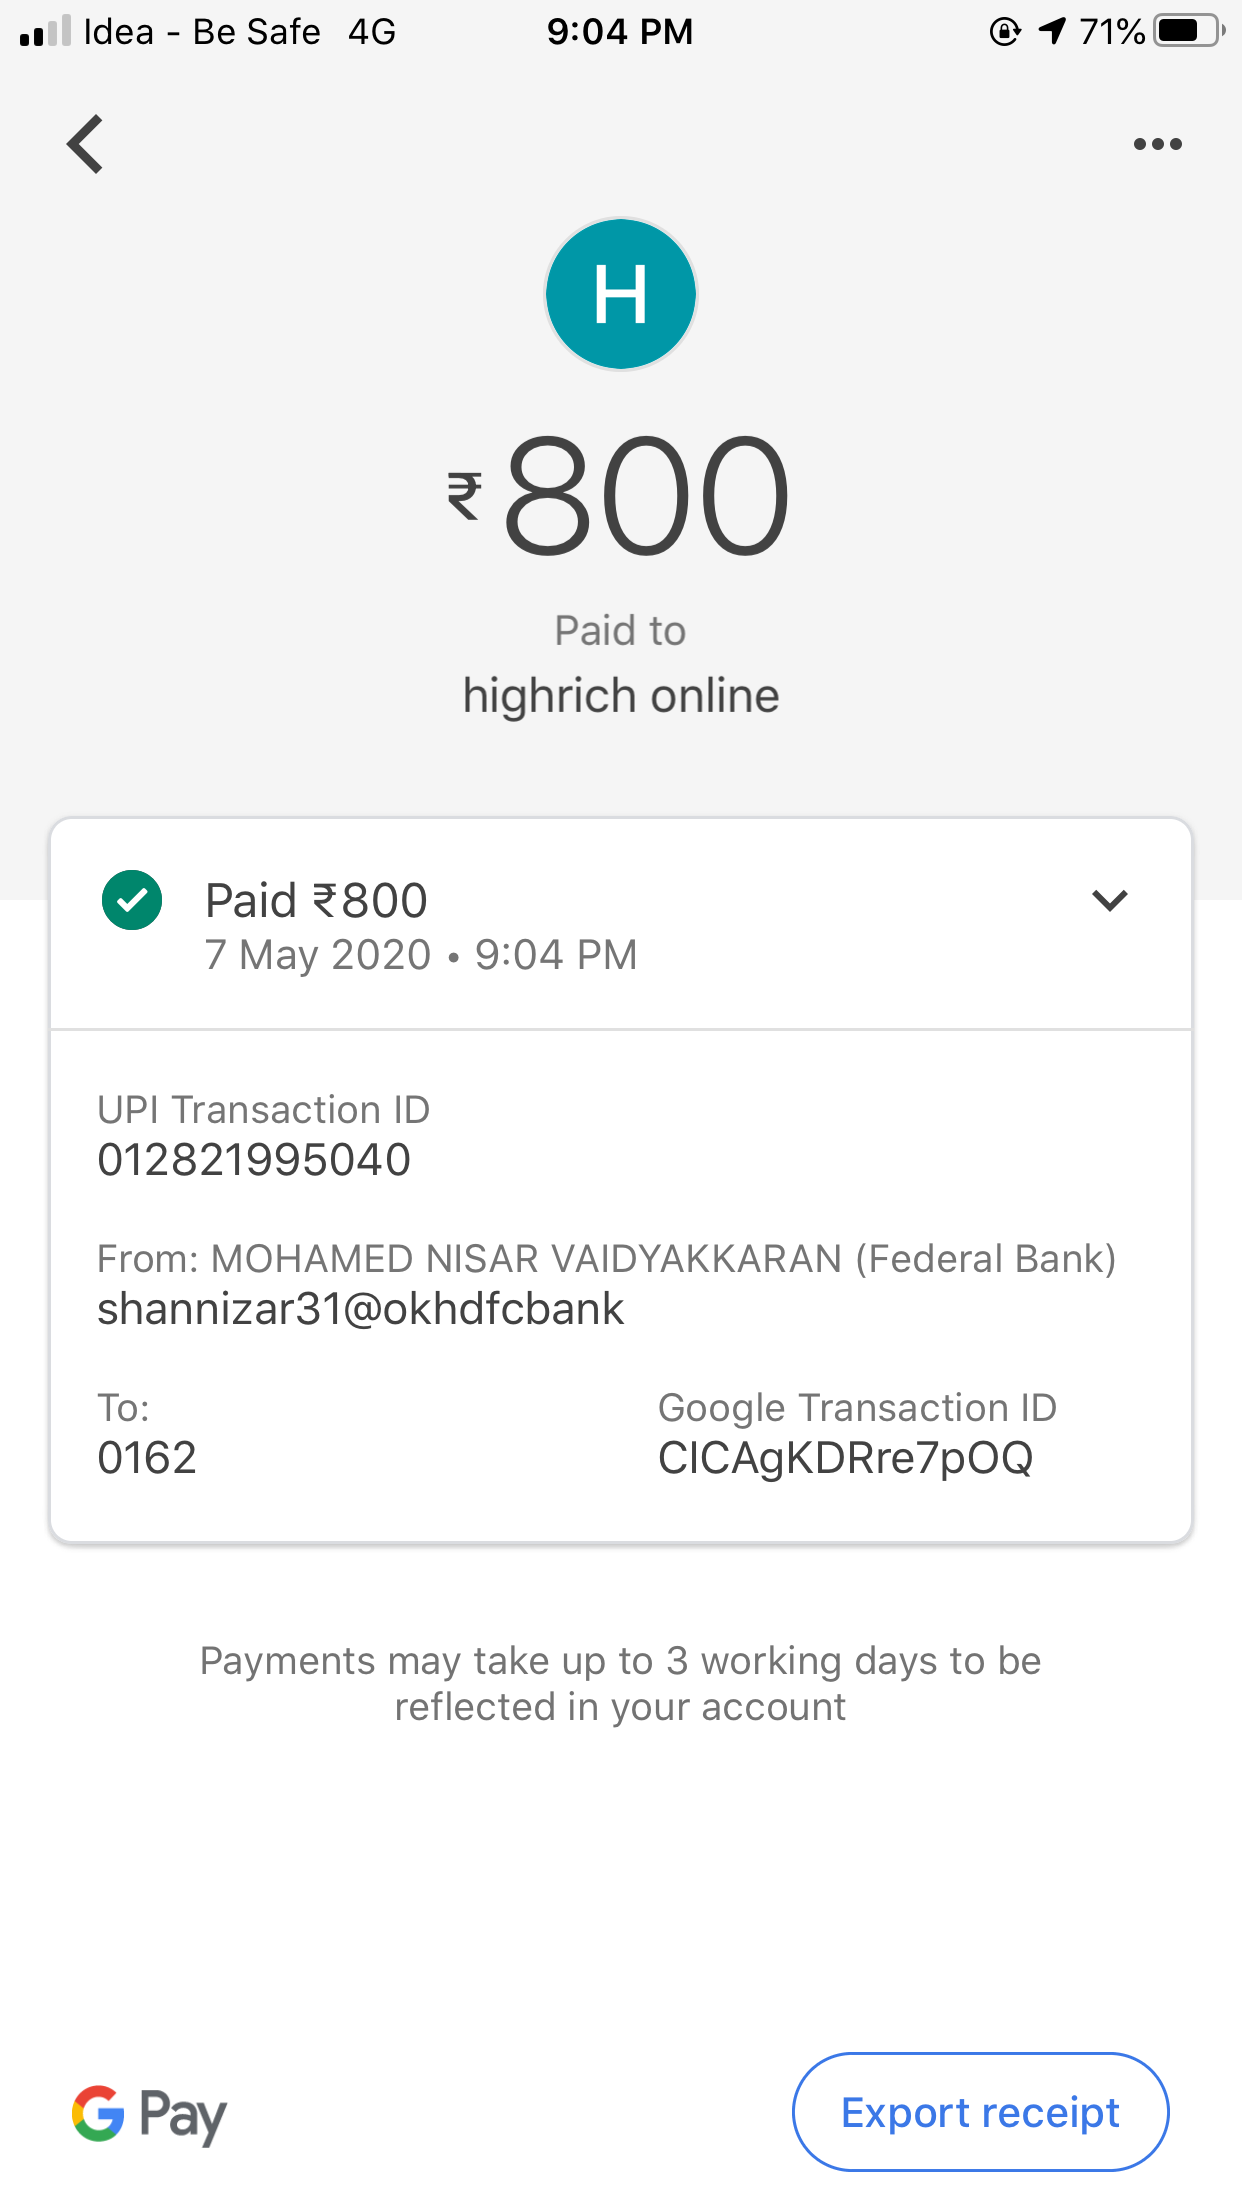 Idea - Be Safe 4G 9:04 PM 71%
H
₹800
Paid to
highrich online
Paid ₹800
7 May 2020 • 9:04 PM
UPI Transaction ID
012821995040
From: MOHAMED NISAR VAIDYAKKARAN (Federal Bank)
shannizar31@okhdfcbank
To: Google Transaction ID
0162 CICAgKDRre7pOQ
Payments may take up to 3 working days to be
reflected in your account
G Pay Export receipt